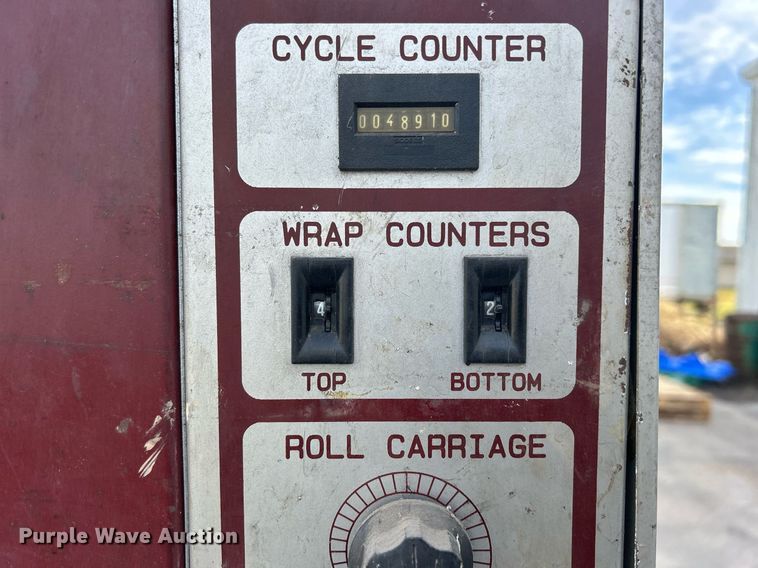 CYCLE COUNTER
0048910
WRAP COUNTERS
4 2
TOP BOTTOM
ROLL CARRIAGE
Purple Wave Auction